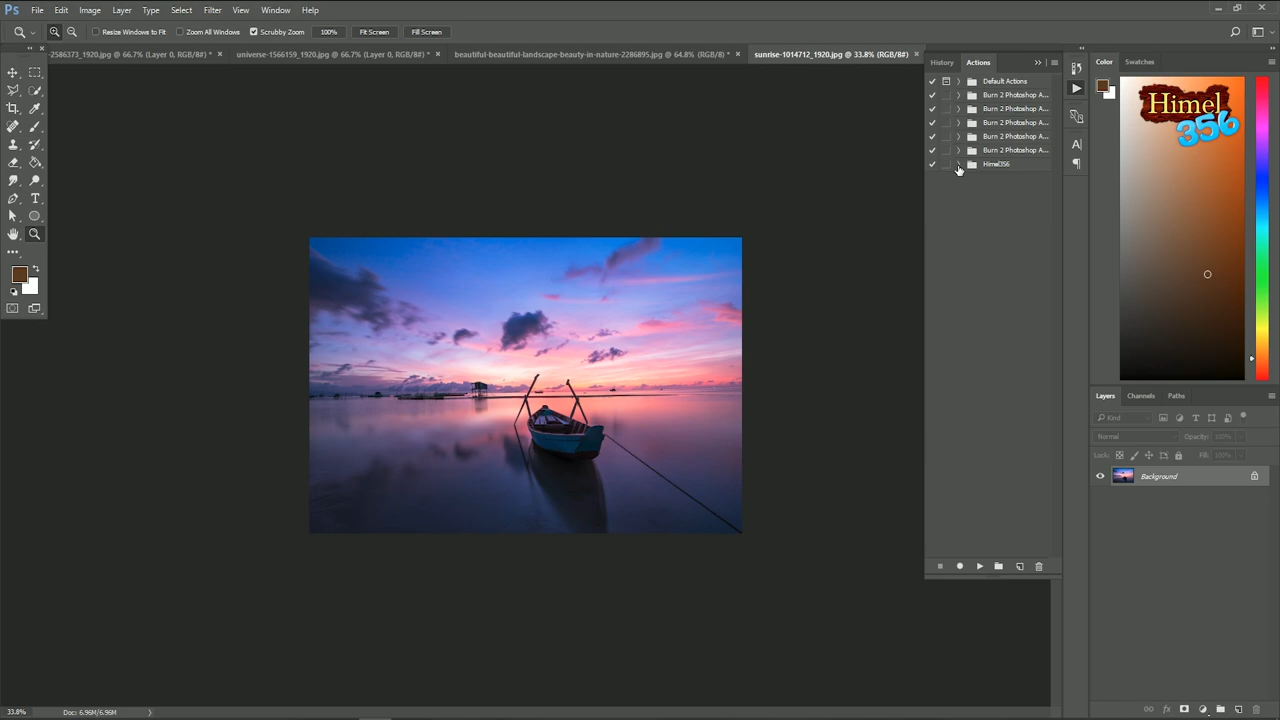 Ps File Edit Image Layer Type Select Filter View Window Help
Resize Windows to Fit Zoom All Windows Scrubby Zoom 100% Fit Screen Fill Screen
-2586373_1920.jpg @ 66.7% (Layer 0, RGB/8#) * × universe-1566159_1920.jpg @ 66.7% (Layer 0, RGB/8#) * × beautiful-beautiful-landscape-beauty-in-nature-2286895.jpg @ 64.8% (RGB/8) * × sunrise-1014712_1920.jpg @ 33.8% (RGB/8#) ×
History Actions
Default Actions
Burn 2 Photoshop A...
Burn 2 Photoshop A...
Burn 2 Photoshop A...
Burn 2 Photoshop A...
Burn 2 Photoshop A...
Himel356
Color Swatches
Himel
356
Layers Channels Paths
Kind
Normal Opacity: 100%
Lock: Fill: 100%
Background
33.8% Doc: 6.96M/6.96M